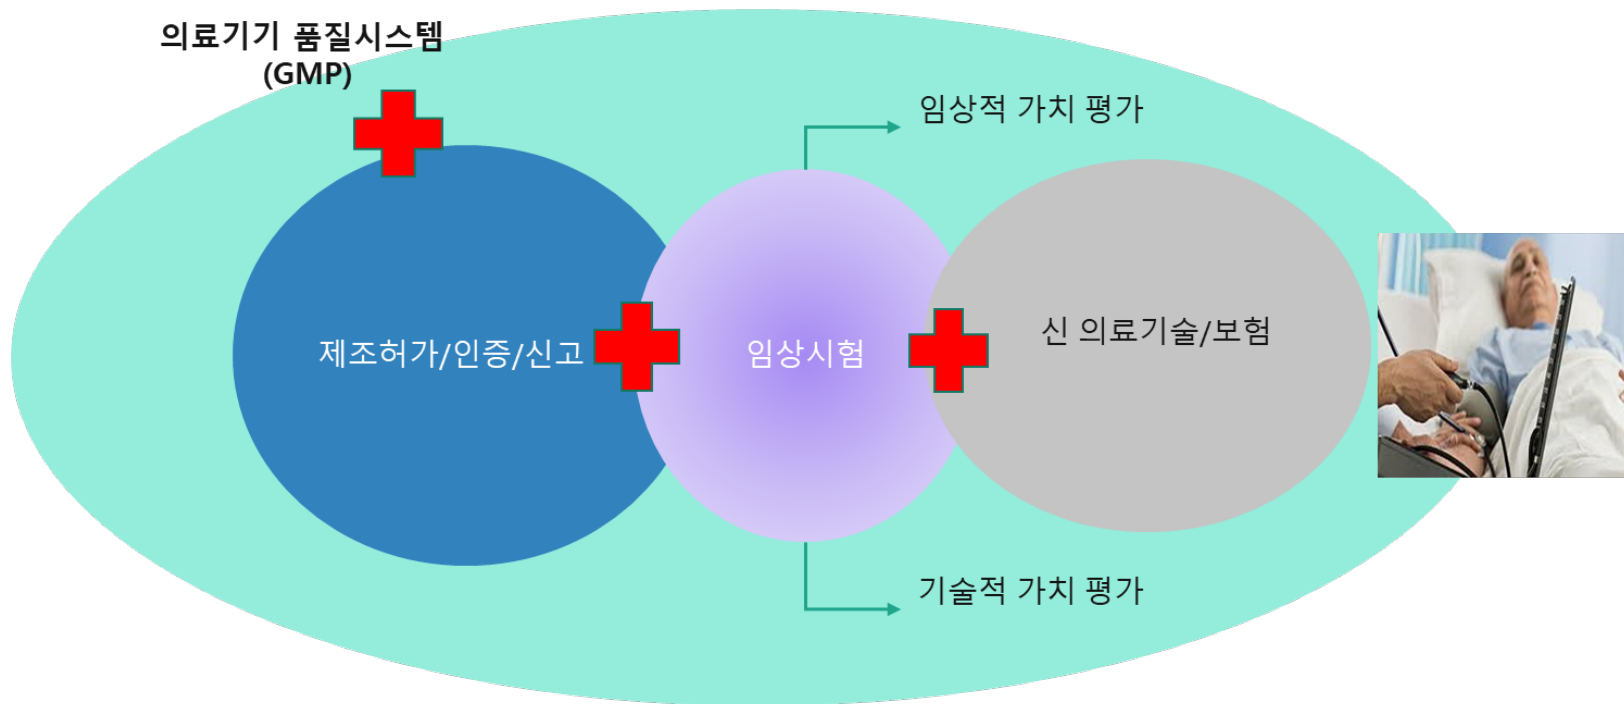 의료기기 품질시스템
(GMP)
임상적 가치 평가
제조허가/인증/신고
임상시험
신 의료기술/보험
기술적 가치 평가